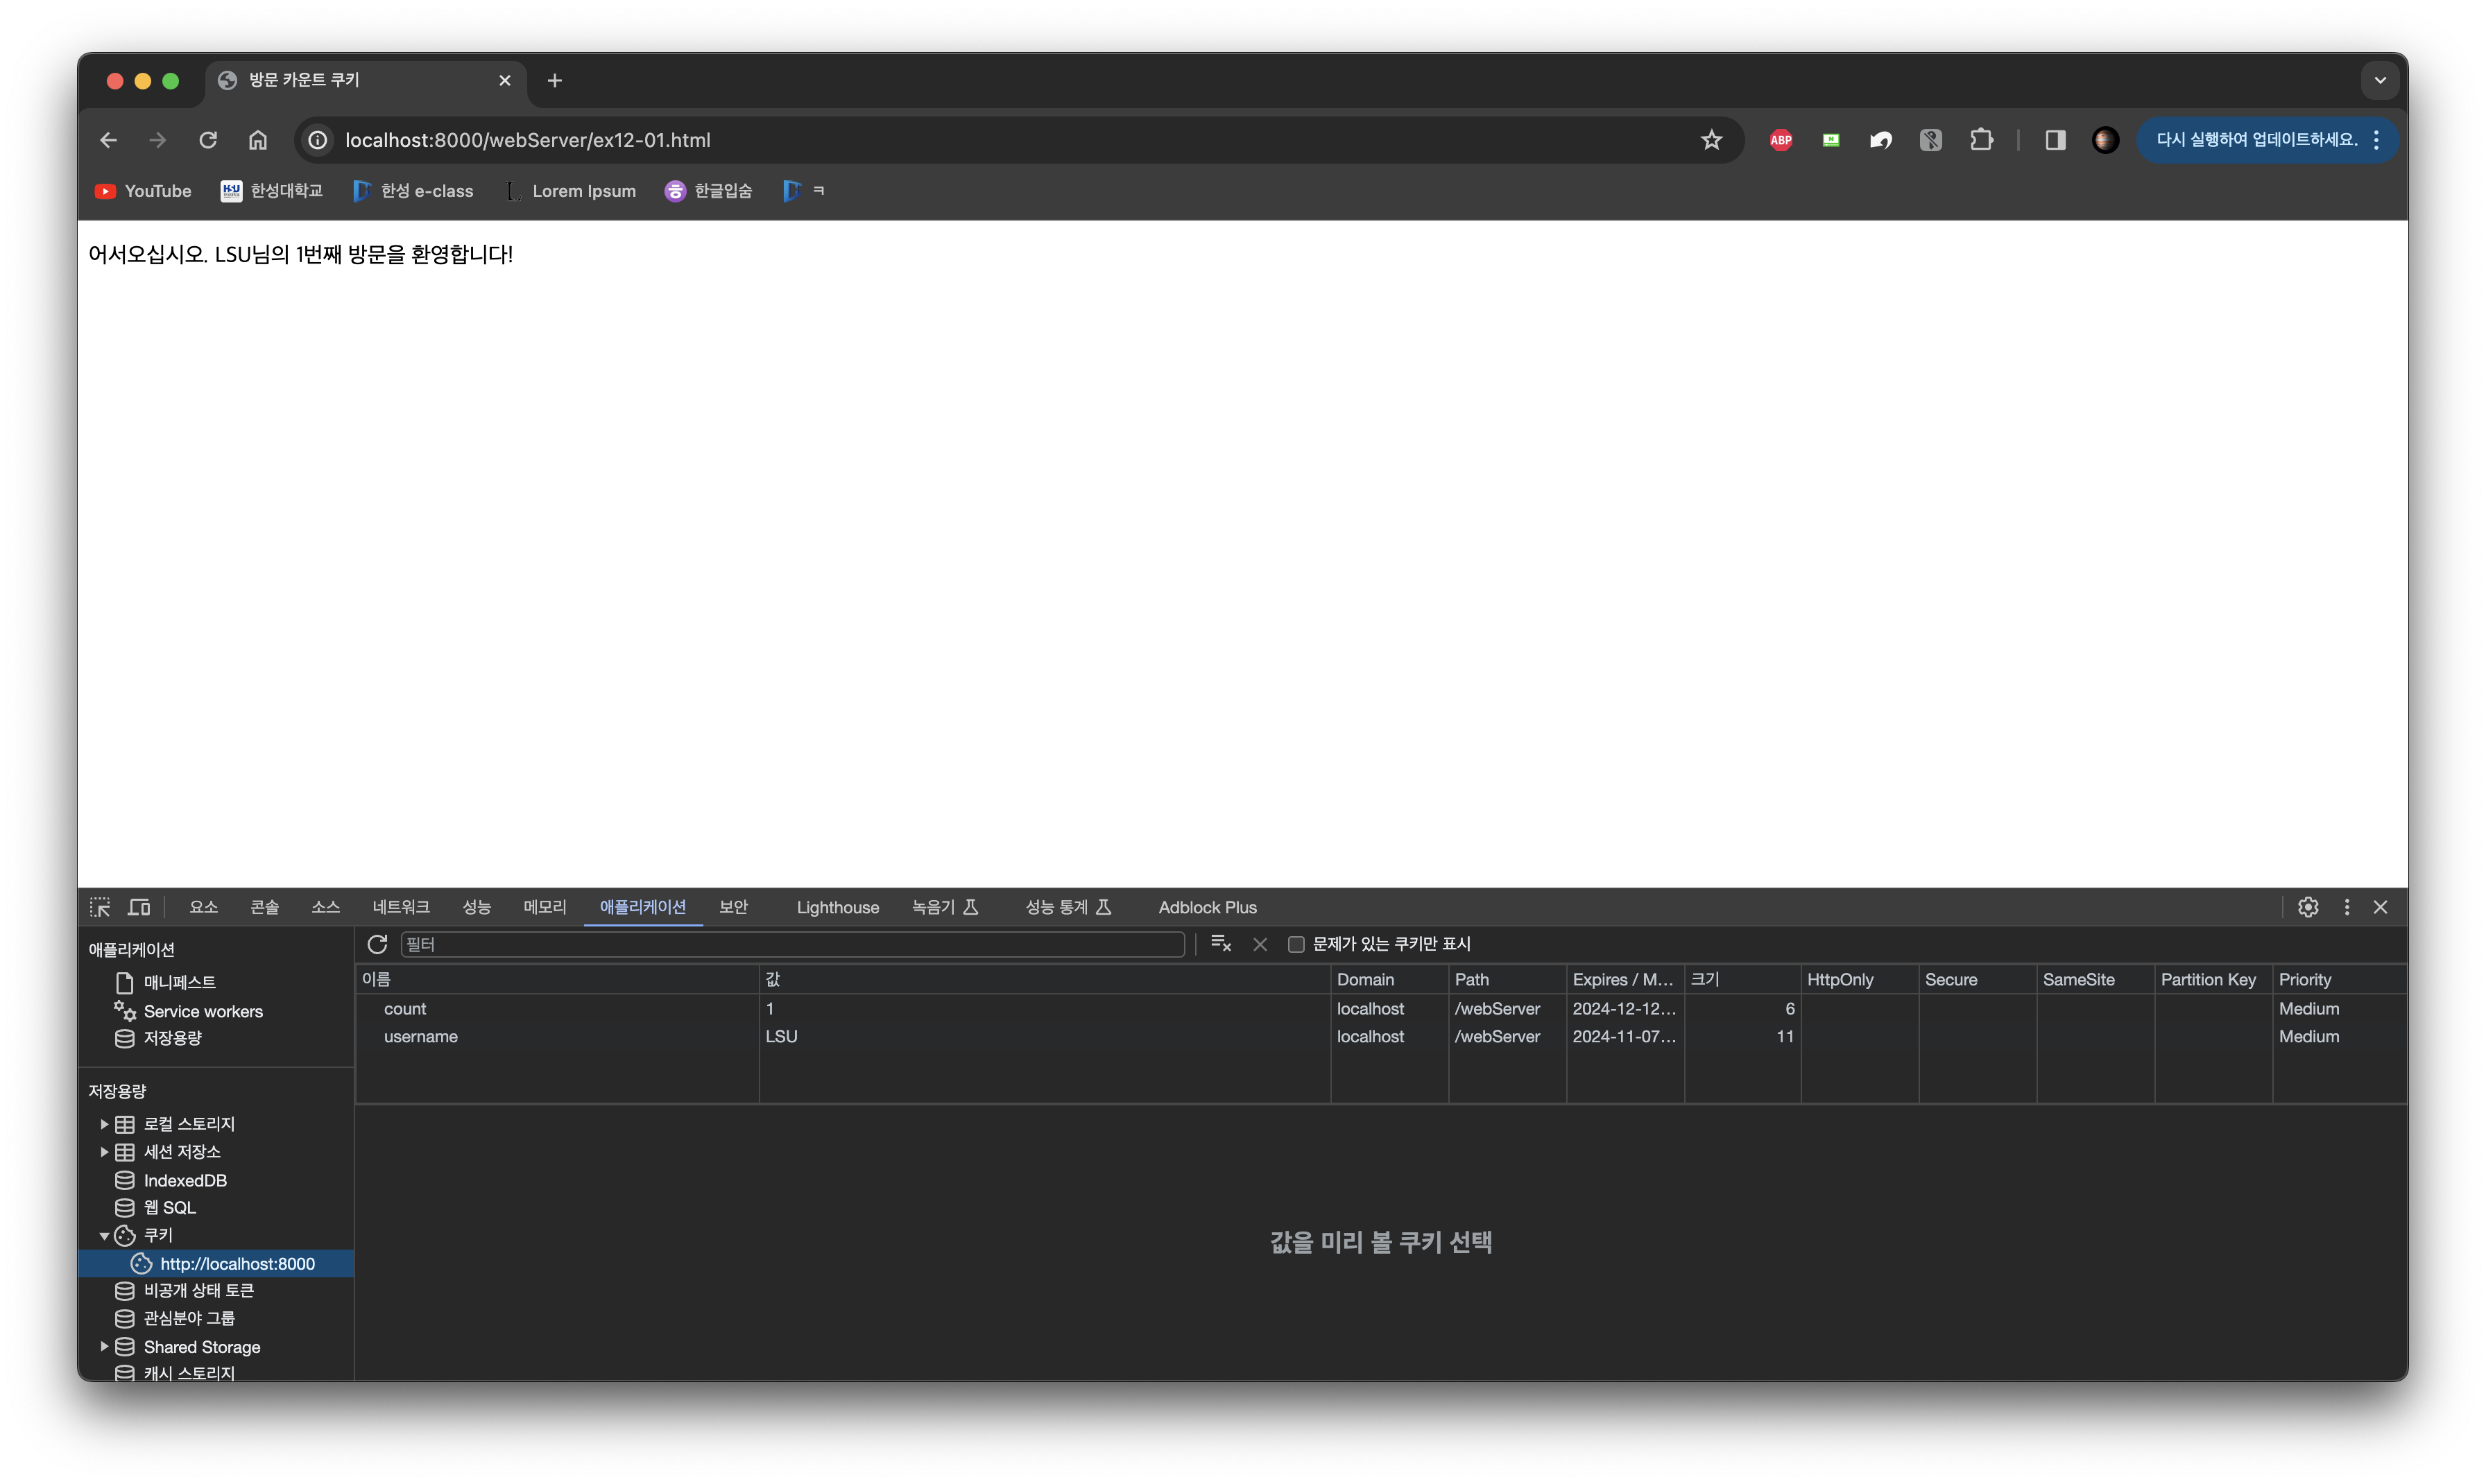 방문 카운트 쿠키
localhost:8000/webServer/ex12-01.html
ABP
다시 실행하여 업데이트하세요.
YouTube
한성대학교
한성 e-class
Lorem Ipsum
한글입숨
ㅋ
어서오십시오. LSU님의 1번째 방문을 환영합니다!
요소 콘솔 소스 네트워크 성능 메모리 애플리케이션 보안 Lighthouse 녹음기 성능 통계 Adblock Plus
애플리케이션
매니페스트
Service workers
저장용량
저장용량
로컬 스토리지
세션 저장소
IndexedDB
웹 SQL
쿠키
http://localhost:8000
비공개 상태 토큰
관심분야 그룹
Shared Storage
캐시 스토리지
필터
문제가 있는 쿠키만 표시
이름 값 Domain Path Expires / M... 크기 HttpOnly Secure SameSite Partition Key Priority
count 1 localhost /webServer 2024-12-12... 6 Medium
username LSU localhost /webServer 2024-11-07... 11 Medium
값을 미리 볼 쿠키 선택